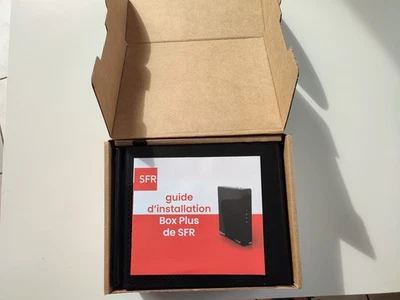 SFR
guide
d'installation
Box Plus
de SFR